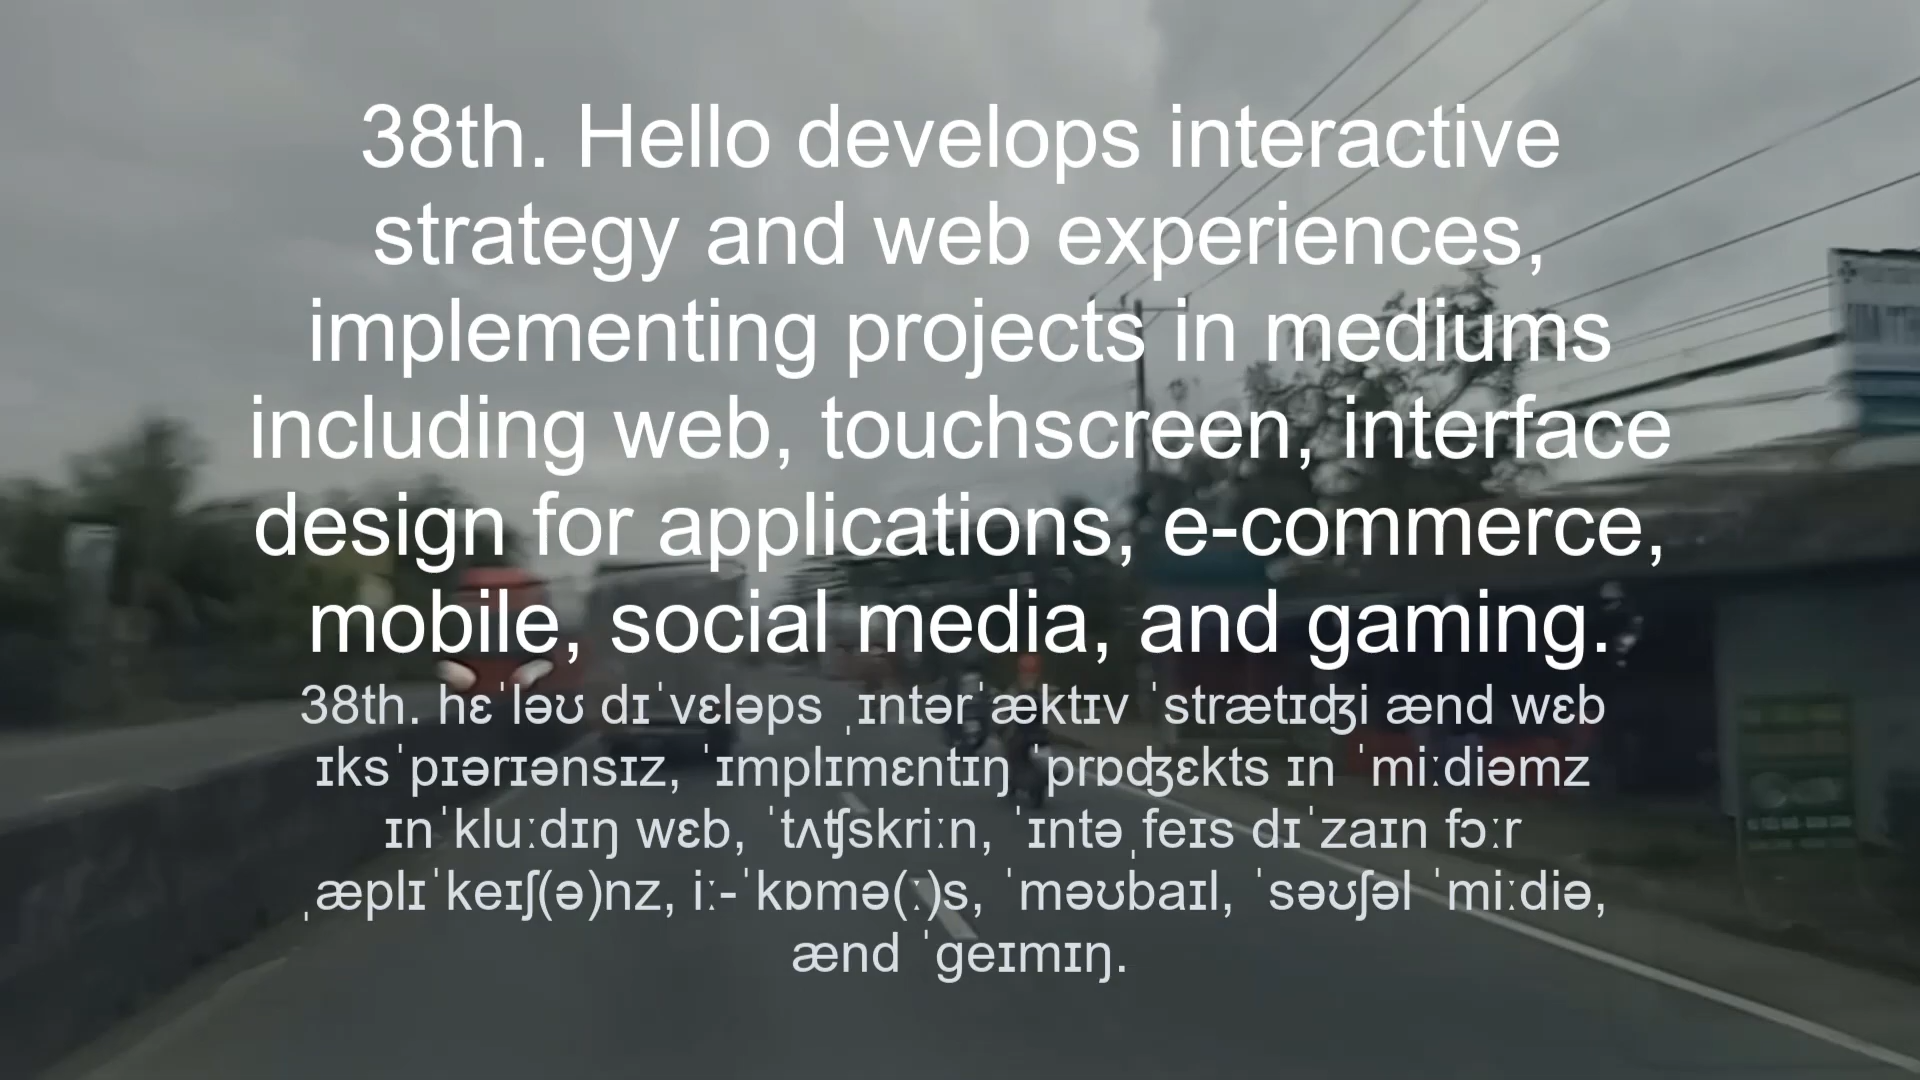 38th. Hello develops interactive
strategy and web experiences,
implementing projects in mediums
including web, touchscreen, interface
design for applications, e-commerce,
mobile, social media, and gaming.
38th. hɛˈləʊ dɪˈvɛləps ˌɪntərˈæktɪv ˈstrætɪʤi ænd wɛb
ɪksˈpɪərɪənsɪz, ˈɪmplɪmɛntɪŋ ˈprɒʤɛkts ɪn ˈmiːdiəmz
ɪnˈkluːdɪŋ wɛb, ˈtʌʧskriːn, ˈɪntəˌfeɪs dɪˈzaɪn fɔːr
ˌæplɪˈkeɪʃ(ə)nz, iː-ˈkɒmə(ː)s, ˈməʊbaɪl, ˈsəʊʃəl ˈmiːdiə,
ænd ˈgeɪmɪŋ.